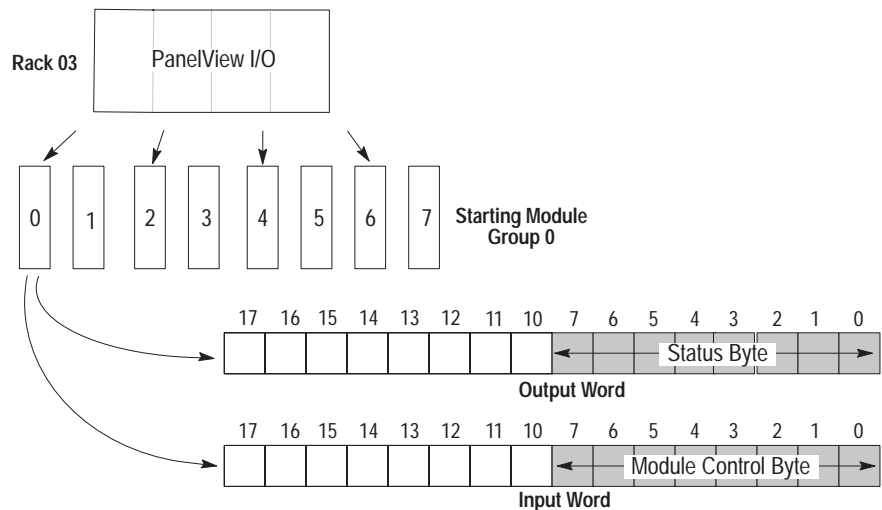 PanelView I/O
Rack 03
0 1 2 3 4 5 6 7
Starting Module
Group 0
17 16 15 14 13 12 11 10 7 6 5 4 3 2 1 0
Status Byte
Output Word
17 16 15 14 13 12 11 10 7 6 5 4 3 2 1 0
Module Control Byte
Input Word